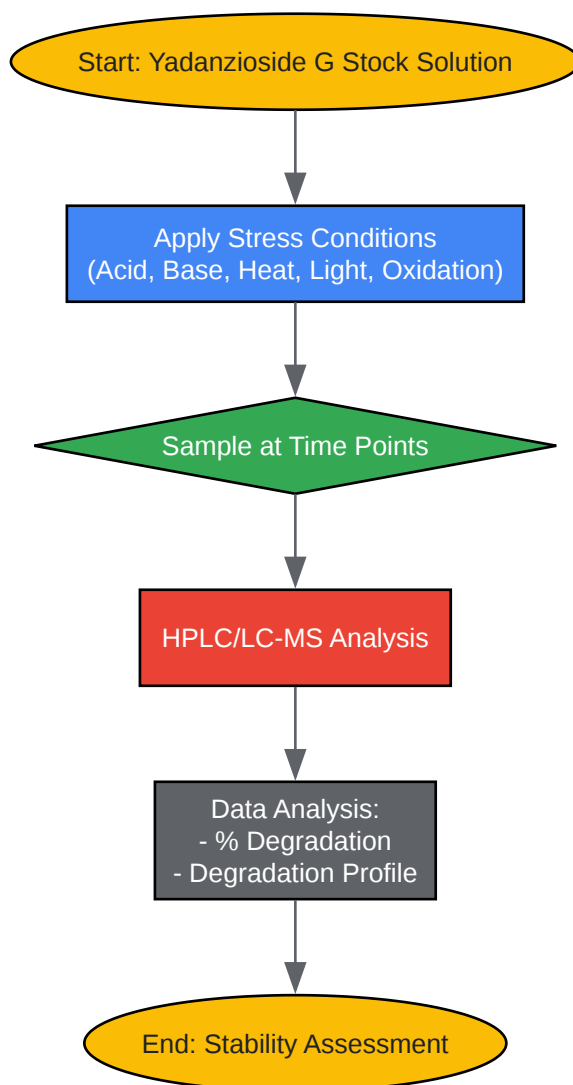 Start: Yadanzioside G Stock Solution
Apply Stress Conditions
(Acid, Base, Heat, Light, Oxidation)
Sample at Time Points
HPLC/LC-MS Analysis
Data Analysis:
- % Degradation
- Degradation Profile
End: Stability Assessment